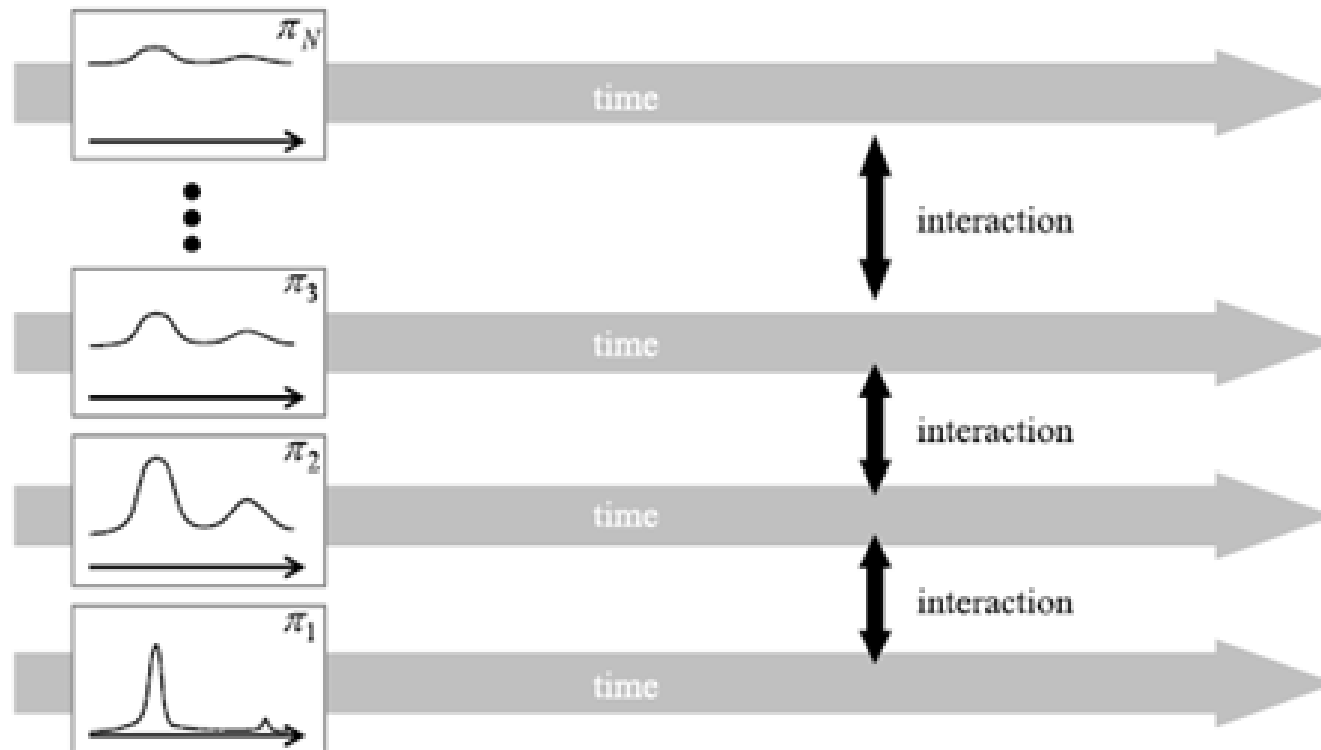 π_N
time
interaction
π_3
time
interaction
π_2
time
interaction
π_1
time